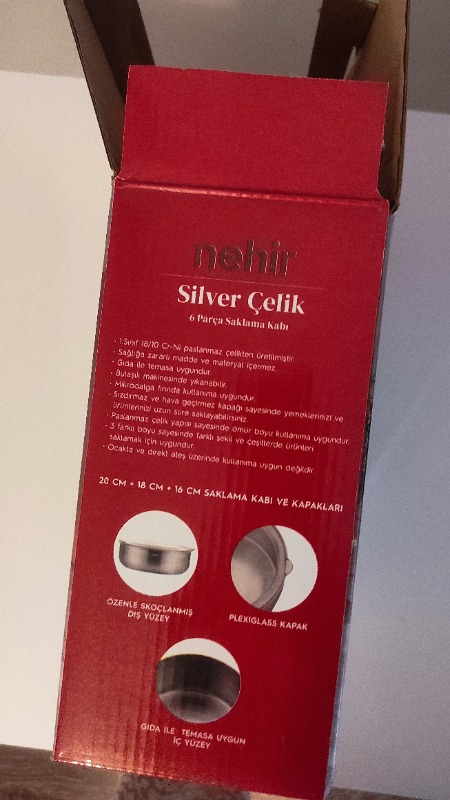 nehir
Silver Çelik
6 Parça Saklama Kabı
• 1.Sınıf 18/10 Cr-Ni paslanmaz çelikten üretilmiştir.
• Sağlığa zararlı madde ve materyal içermez.
• Gıda ile temasa uygundur.
• Bulaşık makinesinde yıkanabilir.
• Mikrodalga fırında kullanıma uygundur.
• Sızdırmaz ve hava geçirmez kapağı sayesinde yemeklerinizi ve
ürünlerinizi uzun süre saklayabilirsiniz.
• Paslanmaz çelik yapısı sayesinde ömür boyu kullanıma uygundur.
• 3 farklı boyu sayesinde farklı şekil ve çeşitlerde ürünleri
saklamak için uygundur.
• Ocakta ve direkt ateş üzerinde kullanıma uygun değildir.
20 CM + 18 CM + 16 CM SAKLAMA KABI VE KAPAKLARI
ÖZENLE SKOÇLANMIŞ
DIŞ YÜZEY
PLEXIGLASS KAPAK
GIDA İLE TEMASA UYGUN
İÇ YÜZEY